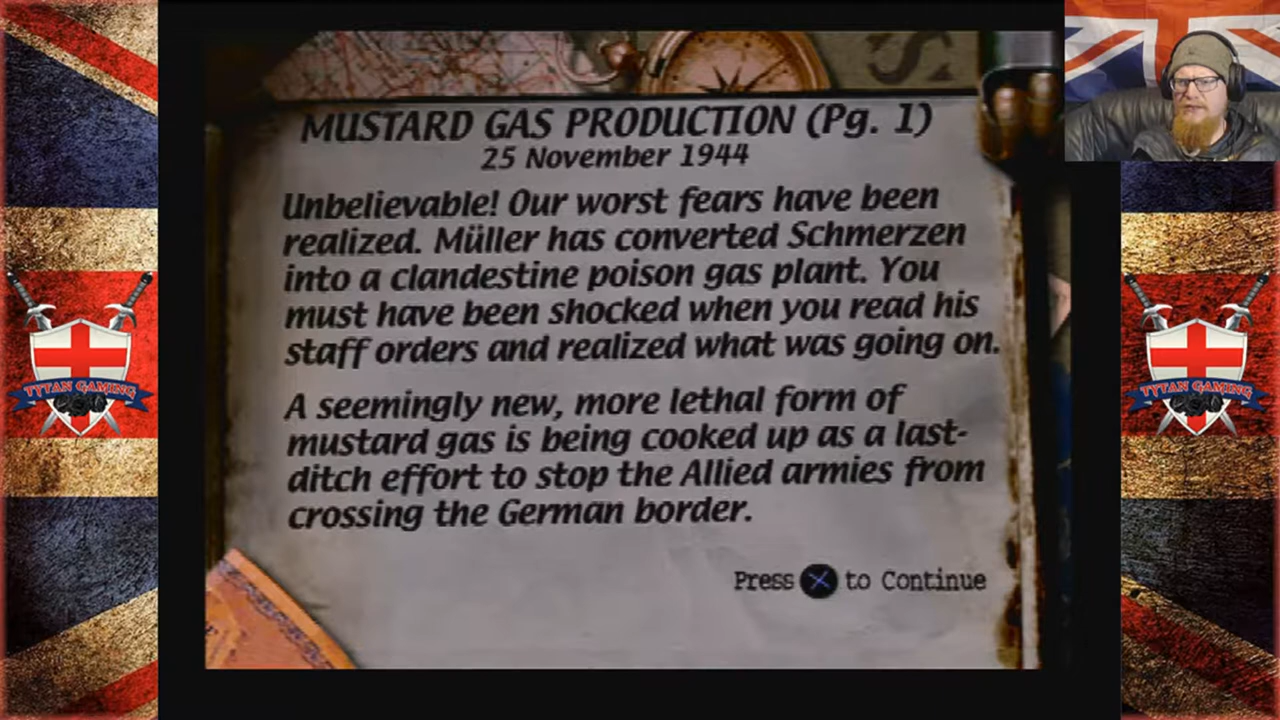 MUSTARD GAS PRODUCTION (Pg. 1)
25 November 1944
Unbelievable! Our worst fears have been
realized. Müller has converted Schmerzen
into a clandestine poison gas plant. You
must have been shocked when you read his
staff orders and realized what was going on.
A seemingly new, more lethal form of
mustard gas is being cooked up as a last-
ditch effort to stop the Allied armies from
crossing the German border.
Press X to Continue
TYTAN GAMING
TYTAN GAMING